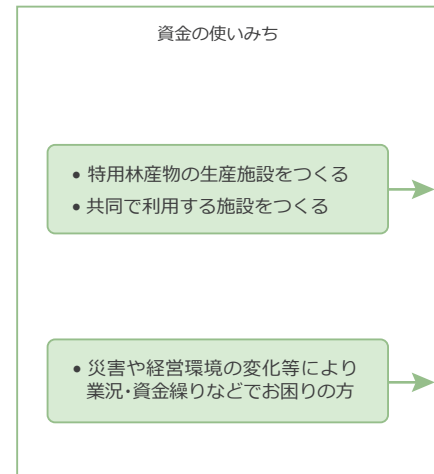 資金の使いみち
• 特用林産物の生産施設をつくる
• 共同で利用する施設をつくる
• 災害や経営環境の変化等により
業況・資金繰りなどでお困りの方